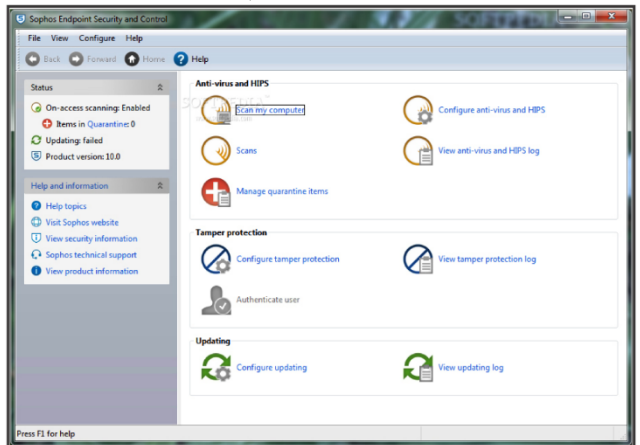 Sophos Endpoint Security and Control
File View Configure Help
Back Forward Home Help
Status
On-access scanning: Enabled
Items in Quarantine: 0
Updating: failed
Product version: 10.0
Help and information
Help topics
Visit Sophos website
View security information
Sophos technical support
View product information
Anti-virus and HIPS
Scan my computer
Configure anti-virus and HIPS
Scans
View anti-virus and HIPS log
Manage quarantine items
Tamper protection
Configure tamper protection
View tamper protection log
Authenticate user
Updating
Configure updating
View updating log
Press F1 for help